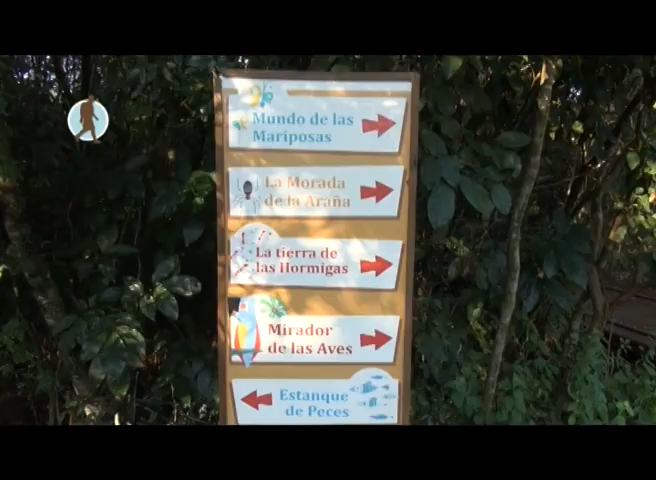 Mundo de las
Mariposas
La Morada
de la Araña
La tierra de
las Hormigas
Mirador
de las Aves
Estanque
de Peces